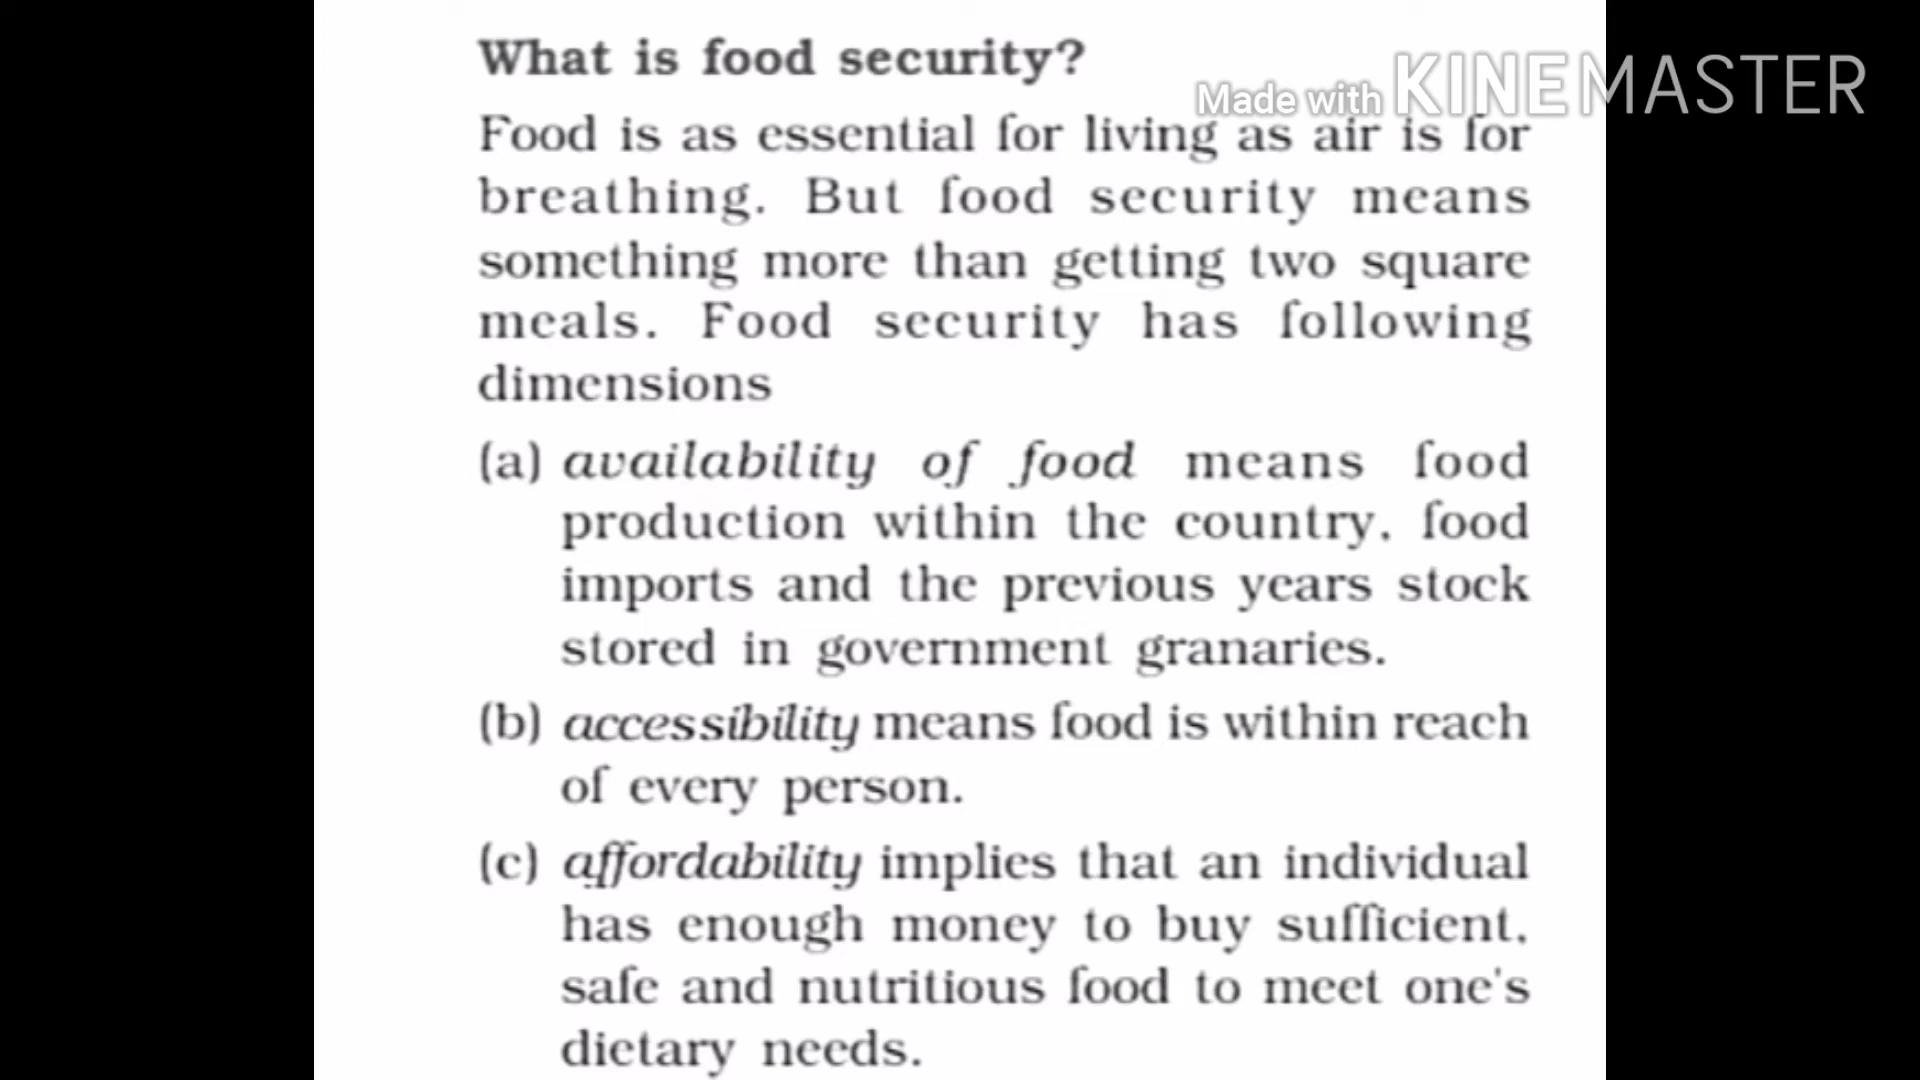 What is food security?
Made with KINEMASTER
Food is as essential for living as air is for
breathing. But food security means
something more than getting two square
meals. Food security has following
dimensions
(a) availability of food means food
production within the country, food
imports and the previous years stock
stored in government granaries.
(b) accessibility means food is within reach
of every person.
(c) affordability implies that an individual
has enough money to buy sufficient,
safe and nutritious food to meet one's
dietary needs.